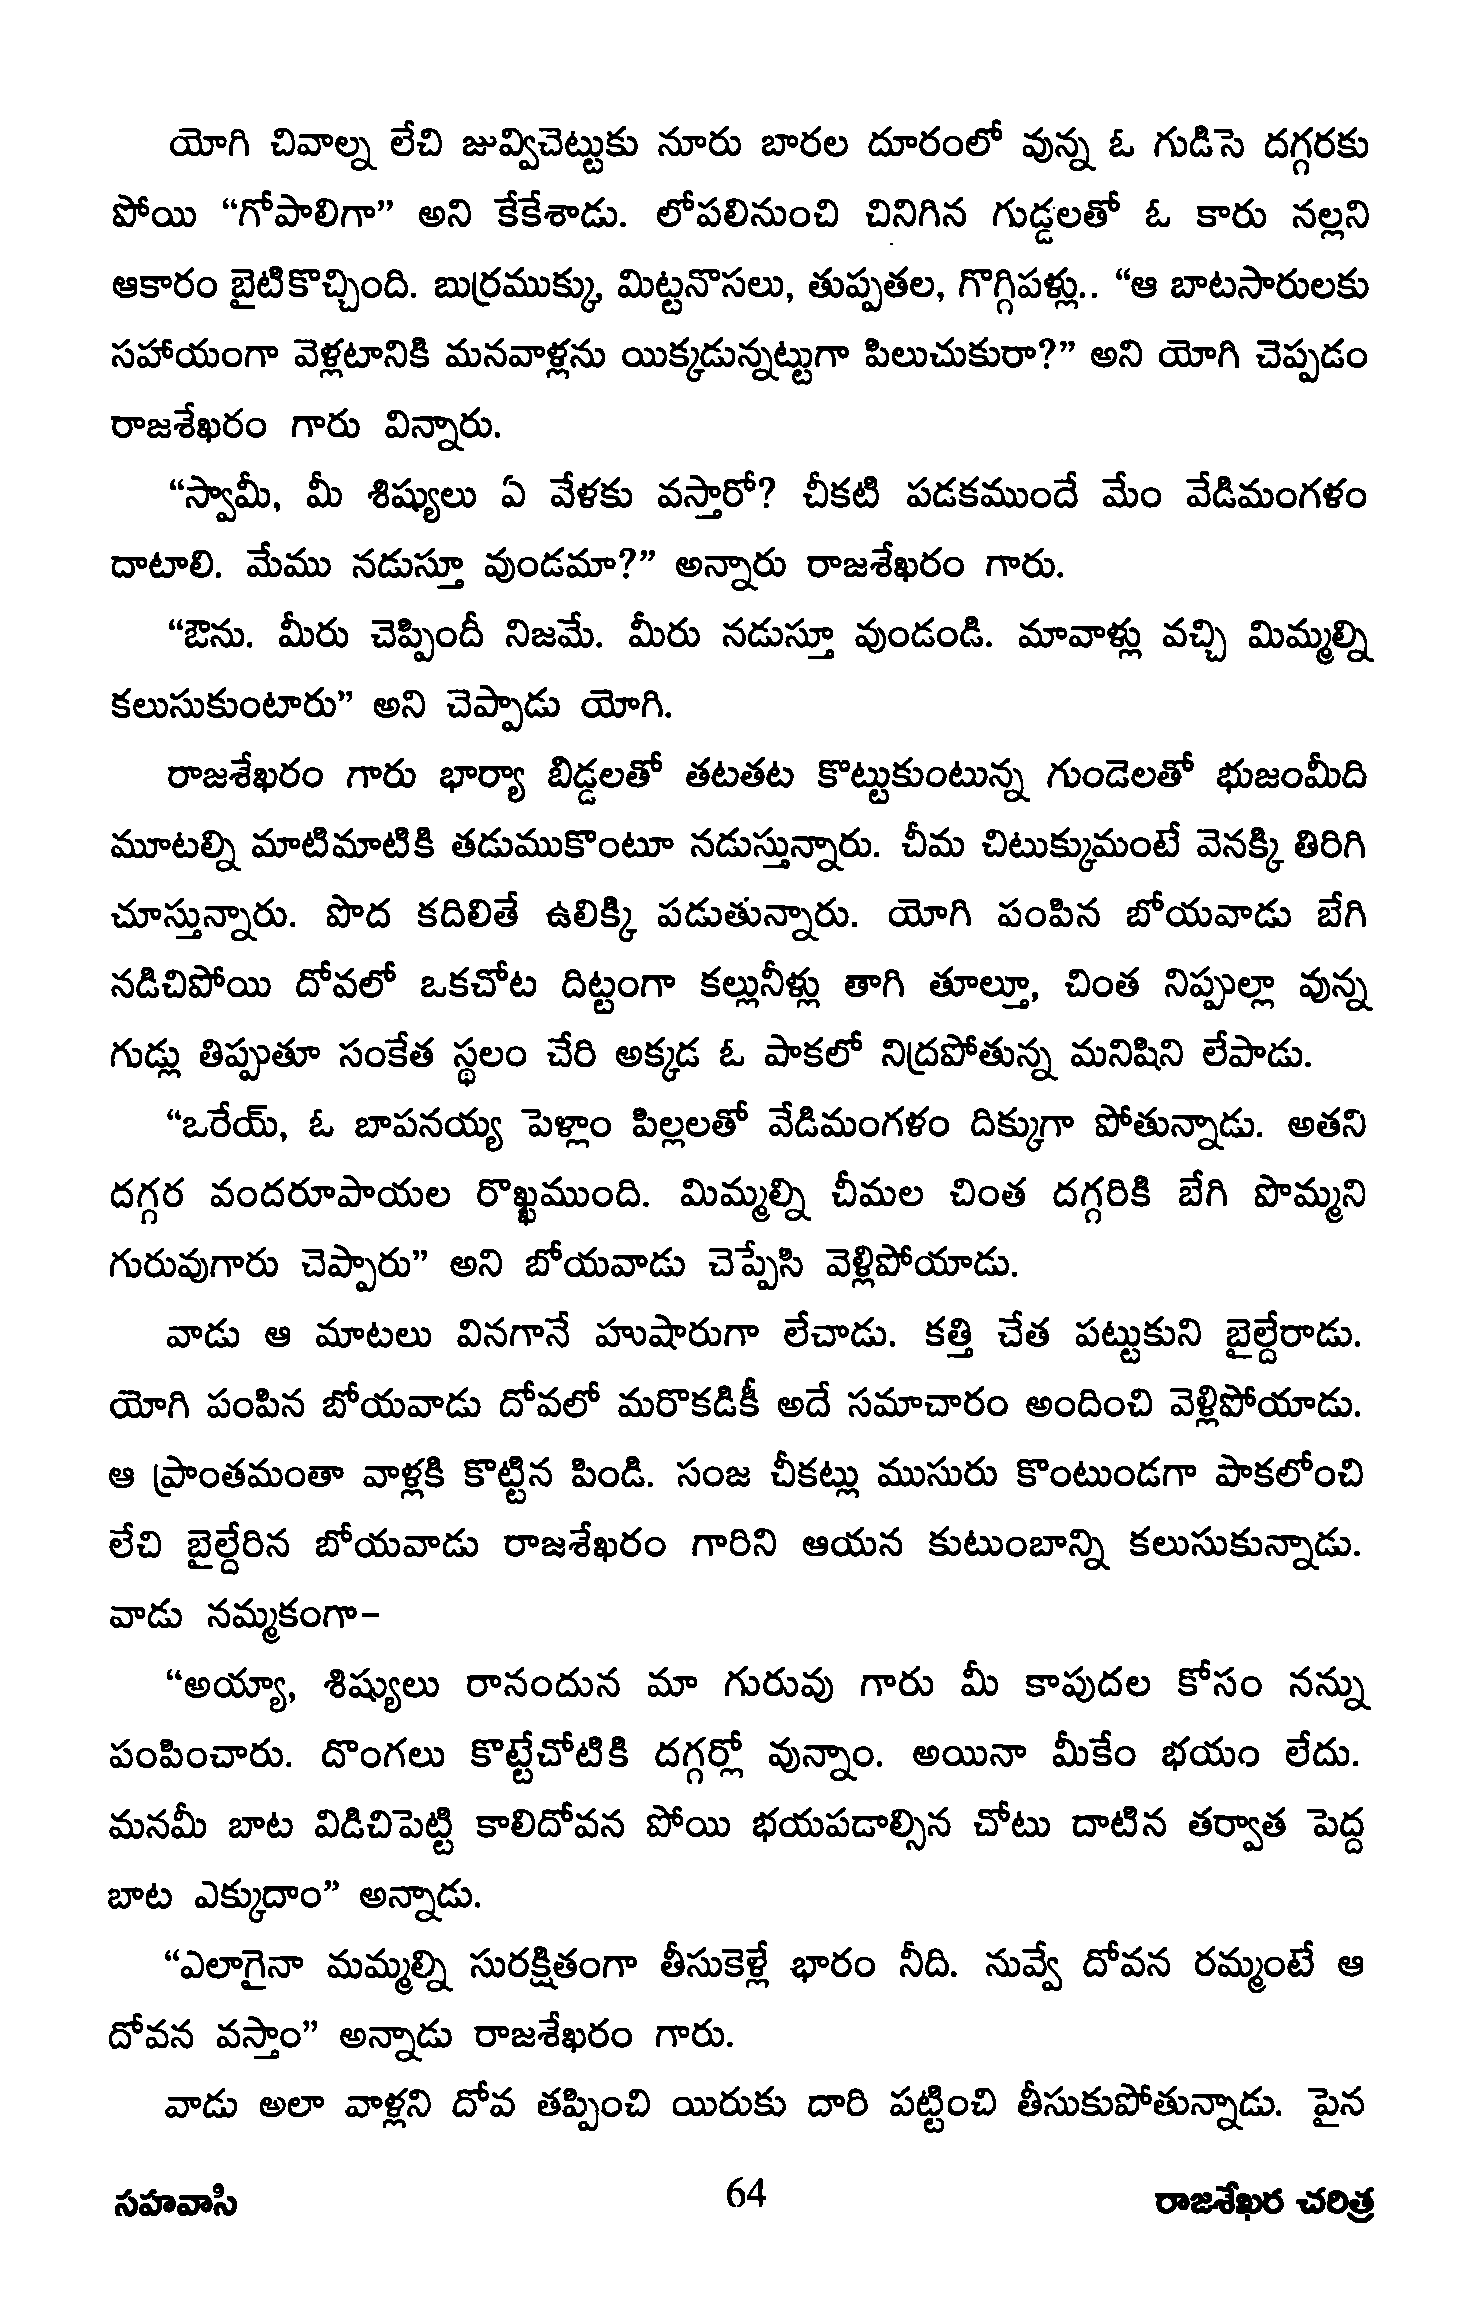 యోగి చివాల్న లేచి జువ్విచెట్టుకు నూరు బారల దూరంలో వున్న ఓ గుడిసె దగ్గరకు
పోయి “గోపాలిగా” అని కేకేశాడు. లోపలినుంచి చినిగిన గుడ్డలతో ఓ కారు నల్లని
ఆకారం బైటికొచ్చింది. బుర్రముక్కు, మిట్టనొసలు, తుప్పతల, గొగ్గిపళ్లు.. “ఆ బాటసారులకు
సహాయంగా వెళ్లటానికి మనవాళ్లను యిక్కడున్నట్టుగా పిలుచుకురా?” అని యోగి చెప్పడం
రాజశేఖరం గారు విన్నారు.
“స్వామీ, మీ శిష్యులు ఏ వేళకు వస్తారో? చీకటి పడకముందే మేం వేడిమంగళం
దాటాలి. మేము నడుస్తూ వుండమా?” అన్నారు రాజశేఖరం గారు.
“ఔను. మీరు చెప్పిందీ నిజమే. మీరు నడుస్తూ వుండండి. మావాళ్లు వచ్చి మిమ్మల్ని
కలుసుకుంటారు” అని చెప్పాడు యోగి.
రాజశేఖరం గారు భార్యా బిడ్డలతో తటతట కొట్టుకుంటున్న గుండెలతో భుజంమీది
మూటల్ని మాటిమాటికి తడుముకొంటూ నడుస్తున్నారు. చీమ చిటుక్కుమంటే వెనక్కి తిరిగి
చూస్తున్నారు. పొద కదిలితే ఉలిక్కి పడుతున్నారు. యోగి పంపిన బోయవాడు బేగి
నడిచిపోయి దోవలో ఒకచోట దిట్టంగా కల్లునీళ్లు తాగి తూల్తూ, చింత నిప్పుల్లా వున్న
గుడ్లు తిప్పుతూ సంకేత స్థలం చేరి అక్కడ ఓ పాకలో నిద్రపోతున్న మనిషిని లేపాడు.
“ఒరేయ్, ఓ బాపనయ్య పెళ్లాం పిల్లలతో వేడిమంగళం దిక్కుగా పోతున్నాడు. అతని
దగ్గర వందరూపాయల రొఖ్ఖముంది. మిమ్మల్ని చీమల చింత దగ్గరికి బేగి పొమ్మని
గురువుగారు చెప్పారు” అని బోయవాడు చెప్పేసి వెళ్లిపోయాడు.
వాడు ఆ మాటలు వినగానే హుషారుగా లేచాడు. కత్తి చేత పట్టుకుని బైల్దేరాడు.
యోగి పంపిన బోయవాడు దోవలో మరొకడికీ అదే సమాచారం అందించి వెళ్లిపోయాడు.
ఆ ప్రాంతమంతా వాళ్లకి కొట్టిన పిండి. సంజ చీకట్లు ముసురు కొంటుండగా పాకలోంచి
లేచి బైల్దేరిన బోయవాడు రాజశేఖరం గారిని ఆయన కుటుంబాన్ని కలుసుకున్నాడు.
వాడు నమ్మకంగా-
“అయ్యా, శిష్యులు రానందున మా గురువు గారు మీ కాపుదల కోసం నన్ను
పంపించారు. దొంగలు కొట్టేచోటికి దగ్గర్లో వున్నాం. అయినా మీకేం భయం లేదు.
మనమీ బాట విడిచిపెట్టి కాలిదోవన పోయి భయపడాల్సిన చోటు దాటిన తర్వాత పెద్ద
బాట ఎక్కుదాం” అన్నాడు.
“ఎలాగైనా మమ్మల్ని సురక్షితంగా తీసుకెళ్లే భారం నీది. నువ్వే దోవన రమ్మంటే ఆ
దోవన వస్తాం” అన్నాడు రాజశేఖరం గారు.
వాడు అలా వాళ్లని దోవ తప్పించి యిరుకు దారి పట్టించి తీసుకుపోతున్నాడు. పైన
సహవాసి 64 రాజశేఖర చరిత్ర